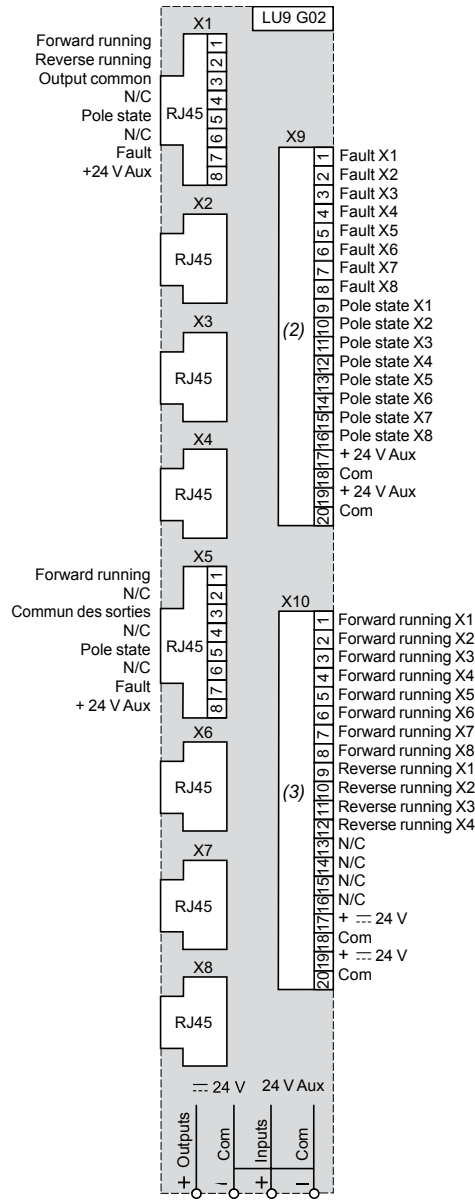 LU9 G02
X1
Forward running
Reverse running
Output common
N/C
Pole state
N/C
Fault
+24 V Aux
RJ45
1
2
3
4
5
6
7
8
X2
RJ45
X3
RJ45
X4
RJ45
X5
Forward running
N/C
Commun des sorties
N/C
Pole state
N/C
Fault
+ 24 V Aux
RJ45
1
2
3
4
5
6
7
8
X6
RJ45
X7
RJ45
X8
RJ45
X9
(2)
1 Fault X1
2 Fault X2
3 Fault X3
4 Fault X4
5 Fault X5
6 Fault X6
7 Fault X7
8 Fault X8
9 Pole state X1
10 Pole state X2
11 Pole state X3
12 Pole state X4
13 Pole state X5
14 Pole state X6
15 Pole state X7
16 Pole state X8
17 + 24 V Aux
18 Com
19 + 24 V Aux
20 Com
X10
(3)
1 Forward running X1
2 Forward running X2
3 Forward running X3
4 Forward running X4
5 Forward running X5
6 Forward running X6
7 Forward running X7
8 Forward running X8
9 Reverse running X1
10 Reverse running X2
11 Reverse running X3
12 Reverse running X4
13 N/C
14 N/C
15 N/C
16 N/C
17 + ⎓ 24 V
18 Com
19 + ⎓ 24 V
20 Com
⎓ 24 V
24 V Aux
+ Outputs
– Com
+ Inputs
– Com